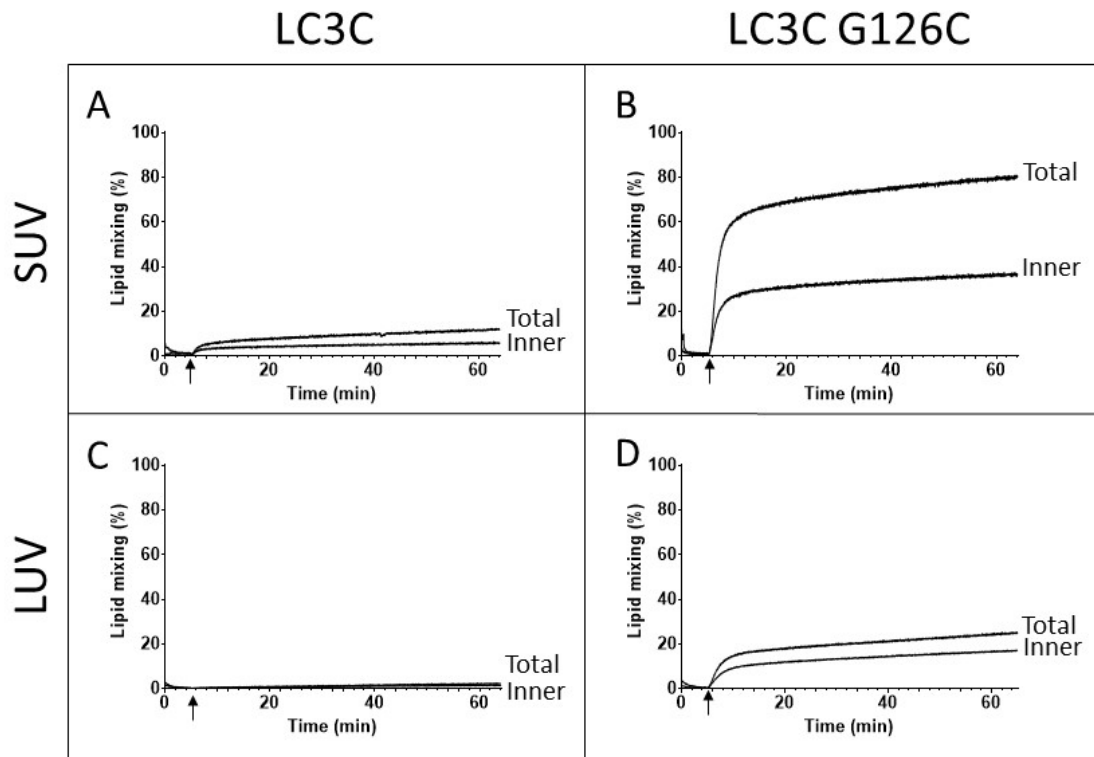 LC3C
LC3C G126C
SUV
A
Lipid mixing (%)
100
80
60
40
20
0
0 20 40 60
Time (min)
Total
Inner
B
Lipid mixing (%)
100
80
60
40
20
0
0 20 40 60
Time (min)
Total
Inner
LUV
C
Lipid mixing (%)
100
80
60
40
20
0
0 20 40 60
Time (min)
Total
Inner
D
Lipid mixing (%)
100
80
60
40
20
0
0 20 40 60
Time (min)
Total
Inner